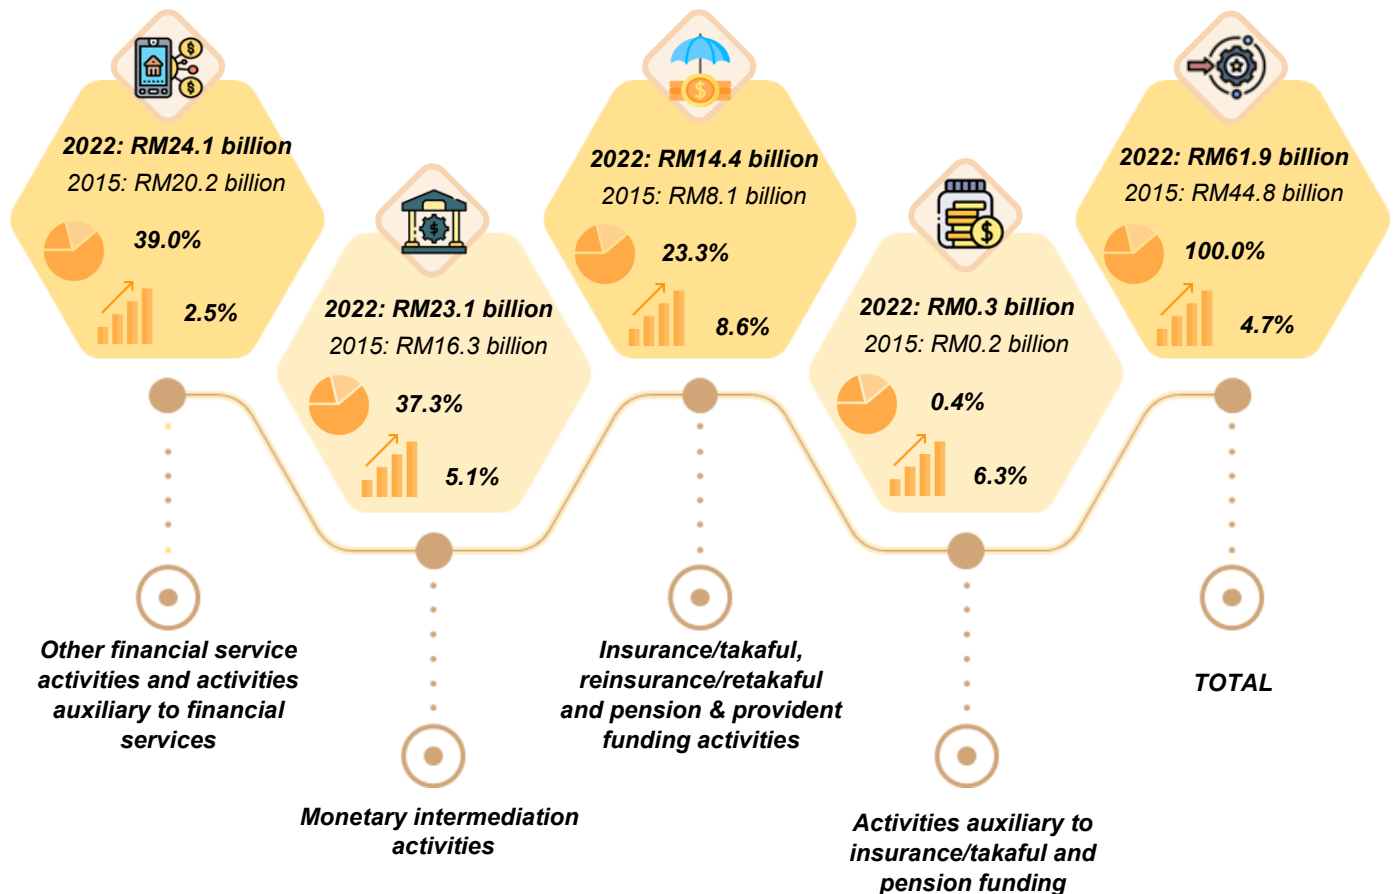 2022: RM24.1 billion
2015: RM20.2 billion
39.0%
2.5%
Other financial service
activities and activities
auxiliary to financial
services
2022: RM23.1 billion
2015: RM16.3 billion
37.3%
5.1%
Monetary intermediation
activities
2022: RM14.4 billion
2015: RM8.1 billion
23.3%
8.6%
Insurance/takaful,
reinsurance/retakaful
and pension & provident
funding activities
2022: RM0.3 billion
2015: RM0.2 billion
0.4%
6.3%
Activities auxiliary to
insurance/takaful and
pension funding
2022: RM61.9 billion
2015: RM44.8 billion
100.0%
4.7%
TOTAL